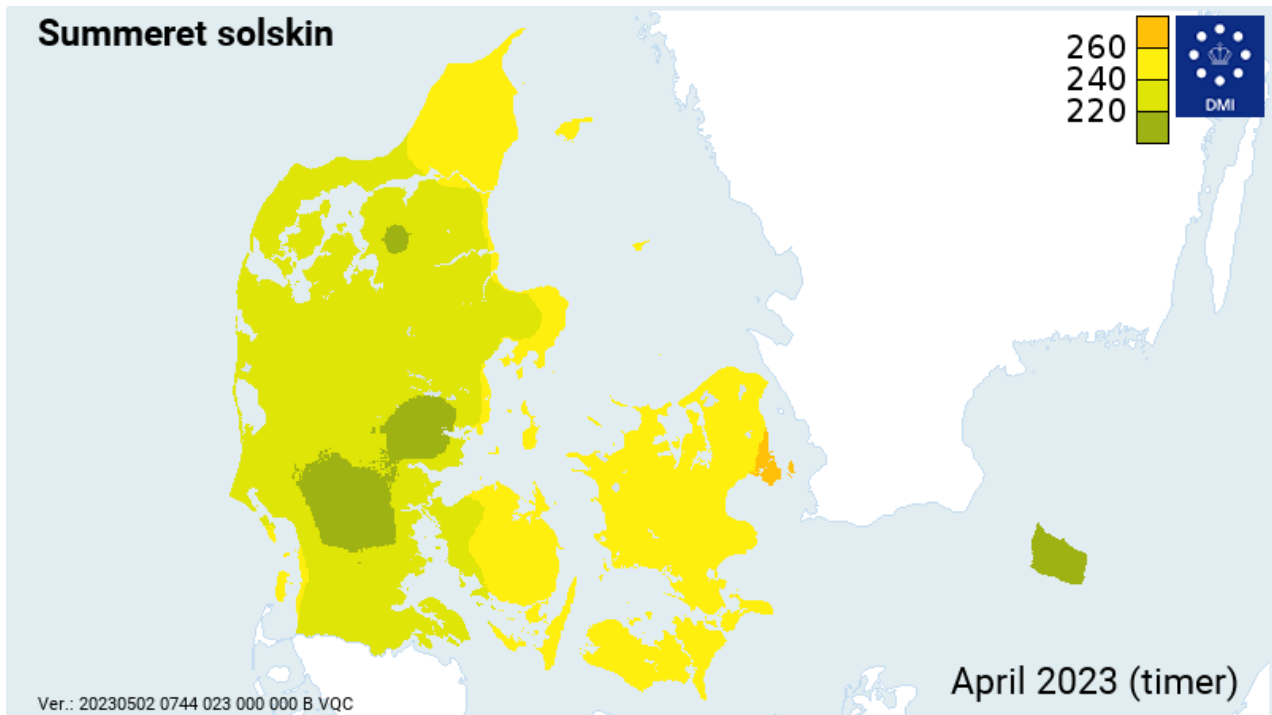 Summeret solskin
260
240
220
DMI
April 2023 (timer)
Ver.: 20230502 0744 023 000 000 B VQC